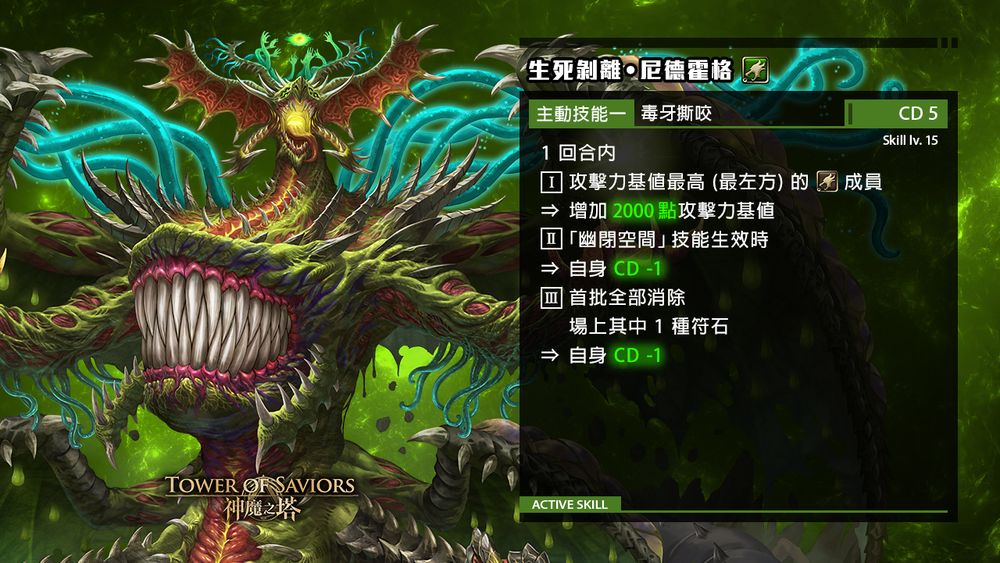 生死剝離•尼德霍格
主動技能一 毒牙撕咬 CD 5
Skill lv. 15
1 回合内
I 攻擊力基值最高 (最左方) 的 成員
⇒ 增加 2000 點攻擊力基值
II 「幽閉空間」技能生效時
⇒ 自身 CD -1
III 首批全部消除
場上其中 1 種符石
⇒ 自身 CD -1
TOWER OF SAVIORS
神魔之塔
ACTIVE SKILL